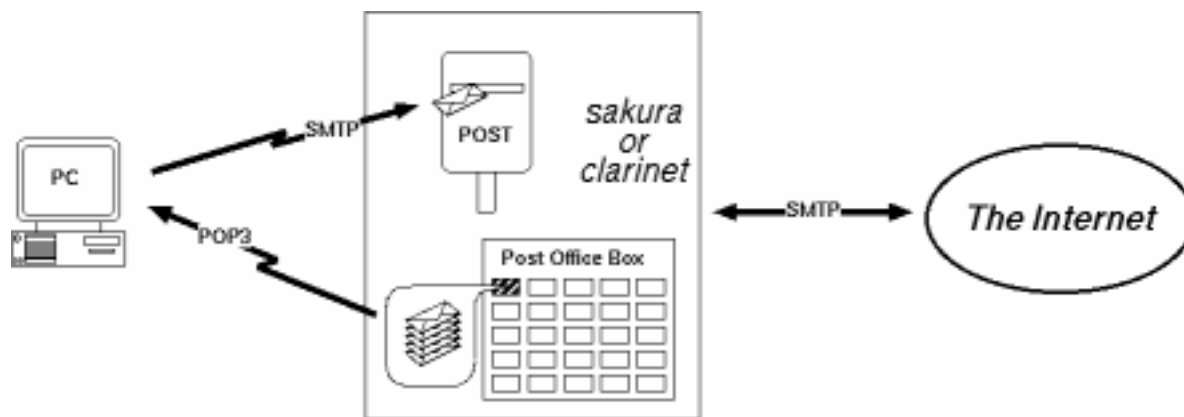 PC
SMTP
POP3
POST
sakura
or
clarinet
Post Office Box
SMTP
The Internet